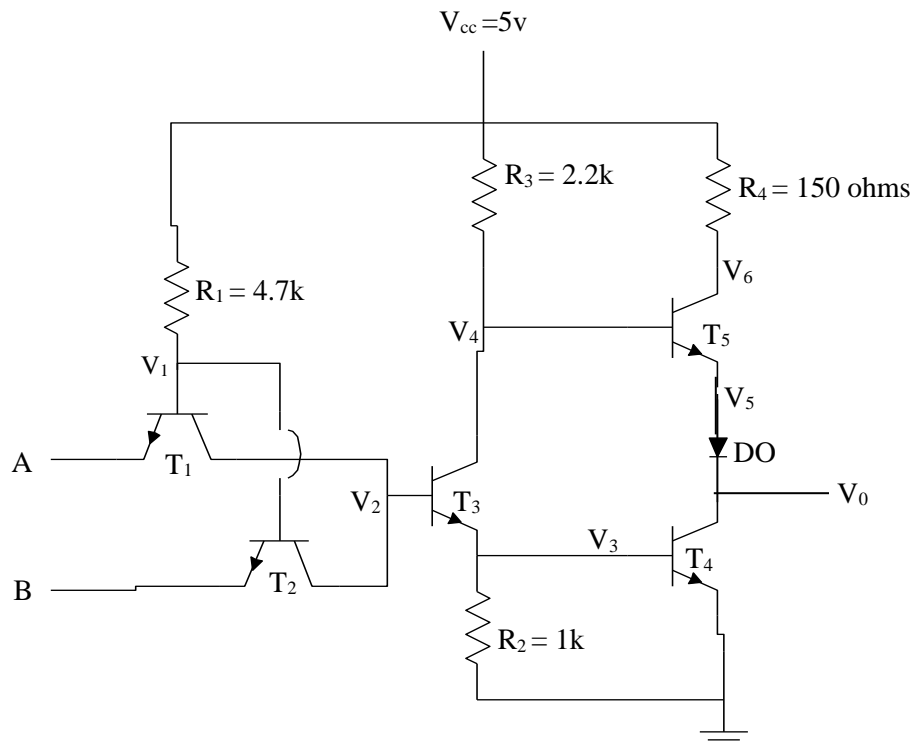 Vcc =5v
R3 = 2.2k
R4 = 150 ohms
V6
R1 = 4.7k
V4
T5
V1
V5
A
T1
DO
V2
T3
V0
V3
T4
B
T2
R2 = 1k